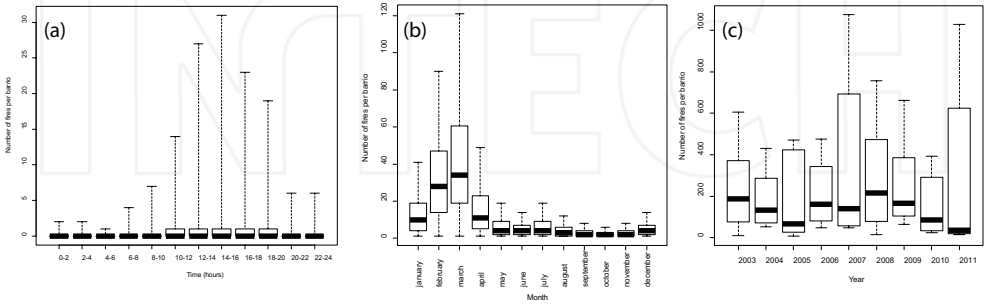 (a)
Number of fires per barrio
30
25
20
15
10
5
0
0-2 2-4 4-6 6-8 8-10 10-12 12-14 14-16 16-18 18-20 20-22 22-24
Time (hours)
(b)
Number of fires per barrio
120
100
80
60
40
20
0
january february march april may june july august september october november december
Month
(c)
Number of fires per barrio
1000
800
600
400
200
0
2003 2004 2005 2006 2007 2008 2009 2010 2011
Year
INTECH